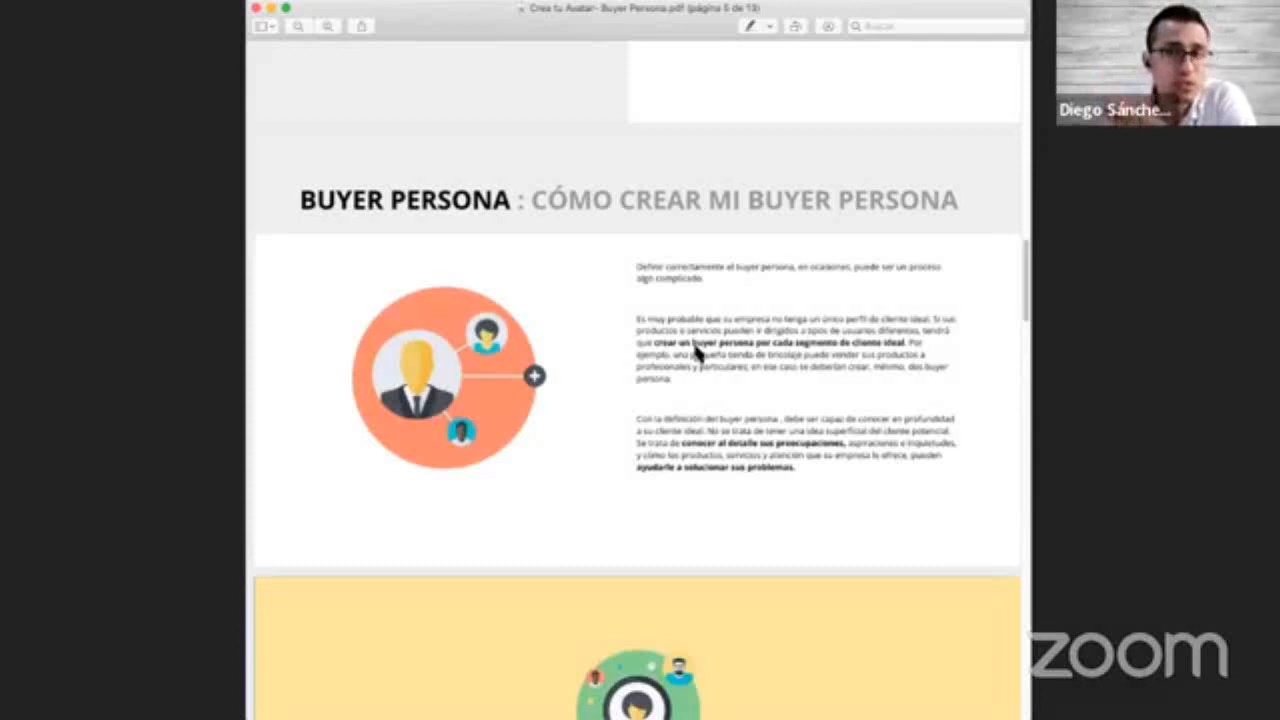 Crea tu Avatar- Buyer Persona.pdf (página 5 de 13)
Buscar
Diego Sánche...
BUYER PERSONA : CÓMO CREAR MI BUYER PERSONA
Definir correctamente al buyer persona, en ocasiones, puede ser un proceso
algo complicado.
Es muy probable que su empresa no tenga un único perfil de cliente ideal. Si sus
productos o servicios pueden ir dirigidos a tipos de usuarios diferentes, tendrá
que crear un buyer persona por cada segmento de cliente ideal. Por
ejemplo, una pequeña tienda de bricolaje puede vender sus productos a
profesionales y particulares; en ese caso se deberían crear, mínimo, dos buyer
persona.
Con la definición del buyer persona , debe ser capaz de conocer en profundidad
a su cliente ideal. No se trata de tener una idea superficial del cliente potencial.
Se trata de conocer al detalle sus preocupaciones, aspiraciones e inquietudes,
y cómo los productos, servicios y atención que su empresa le ofrece, pueden
ayudarle a solucionar sus problemas.
zoom